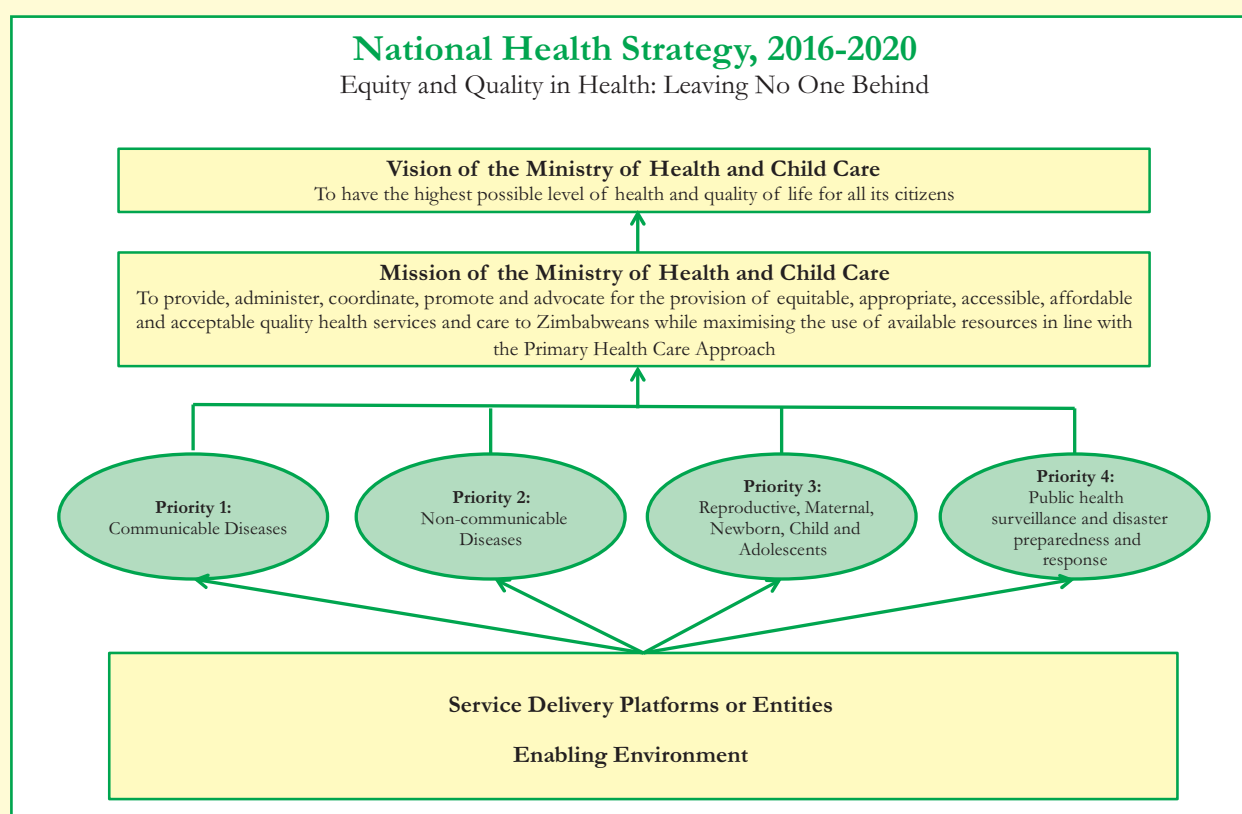 National Health Strategy, 2016-2020
Equity and Quality in Health: Leaving No One Behind
Vision of the Ministry of Health and Child Care
To have the highest possible level of health and quality of life for all its citizens
Mission of the Ministry of Health and Child Care
To provide, administer, coordinate, promote and advocate for the provision of equitable, appropriate, accessible, affordable
and acceptable quality health services and care to Zimbabweans while maximising the use of available resources in line with
the Primary Health Care Approach
Priority 1:
Communicable Diseases
Priority 2:
Non-communicable
Diseases
Priority 3:
Reproductive, Maternal,
Newborn, Child and
Adolescents
Priority 4:
Public health
surveillance and disaster
preparedness and
response
Service Delivery Platforms or Entities
Enabling Environment